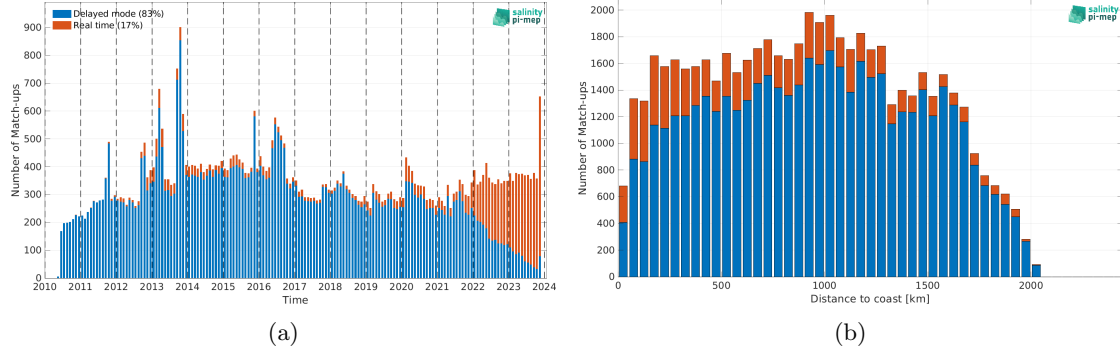 Delayed mode (83%)
Real time (17%)
salinity
pi-mep
Number of Match-ups
900
800
700
600
500
400
300
200
100
0
2010 2011 2012 2013 2014 2015 2016 2017 2018 2019 2020 2021 2022 2023 2024
Time
(a)
salinity
pi-mep
Number of Match-ups
2000
1800
1600
1400
1200
1000
800
600
400
200
0
0 500 1000 1500 2000
Distance to coast [km]
(b)